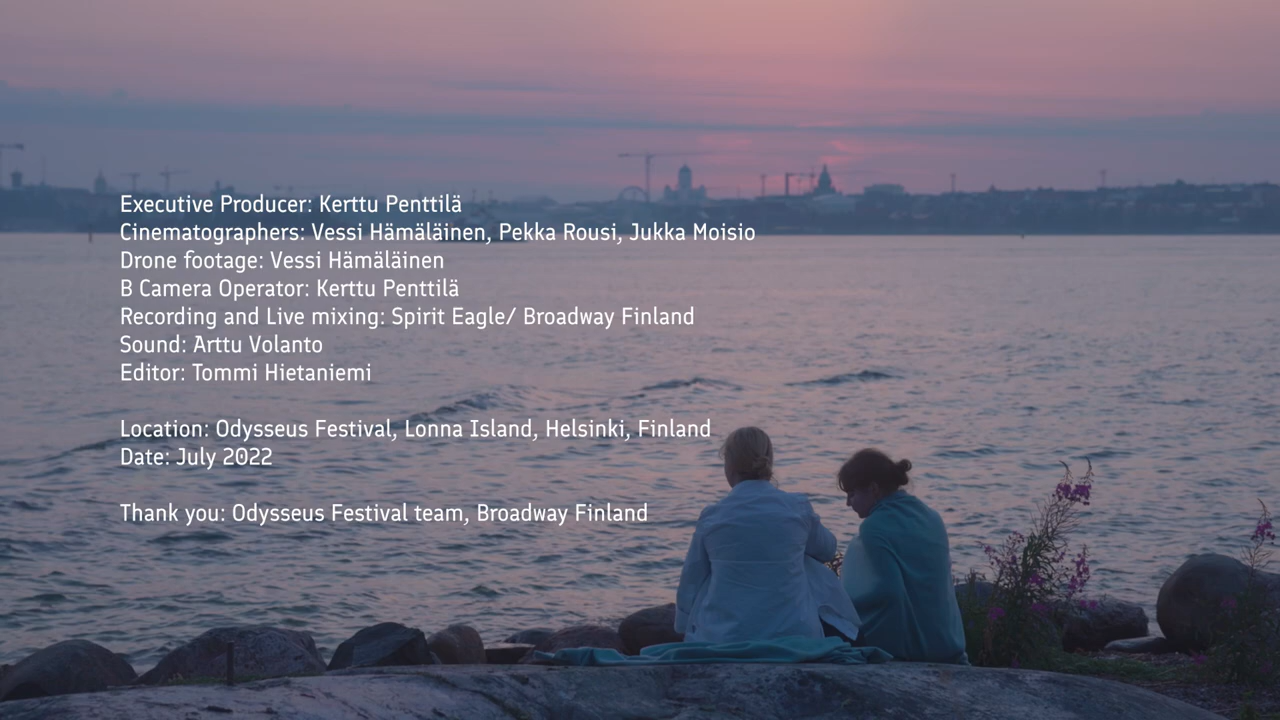 Executive Producer: Kerttu Penttilä
Cinematographers: Vessi Hämäläinen, Pekka Rousi, Jukka Moisio
Drone footage: Vessi Hämäläinen
B Camera Operator: Kerttu Penttilä
Recording and Live mixing: Spirit Eagle/ Broadway Finland
Sound: Arttu Volanto
Editor: Tommi Hietaniemi
Location: Odysseus Festival, Lonna Island, Helsinki, Finland
Date: July 2022
Thank you: Odysseus Festival team, Broadway Finland